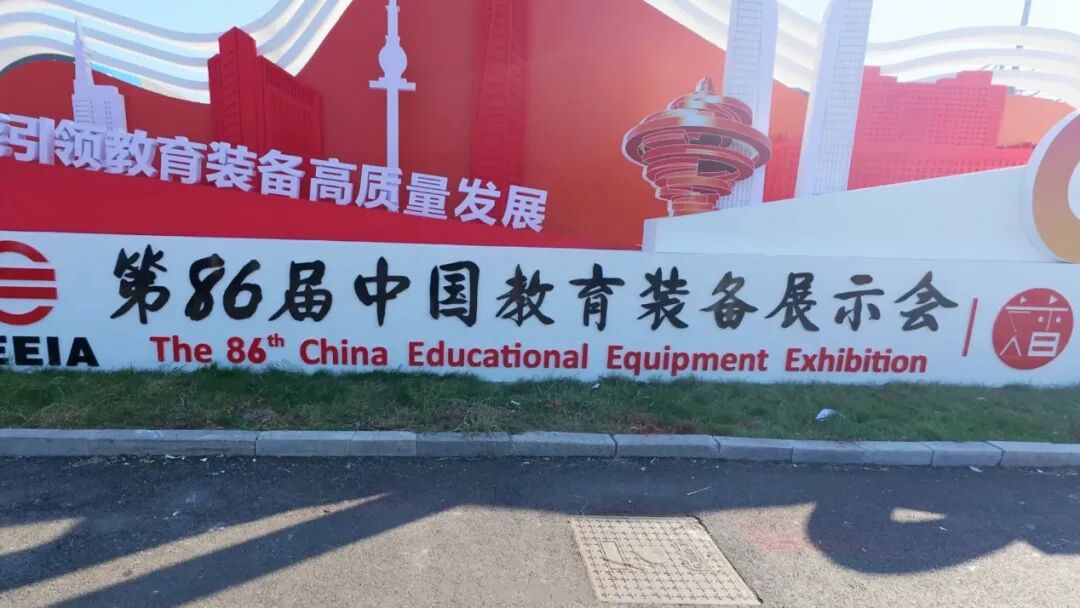 引领教育装备高质量发展
第86届中国教育装备展示会
EEIA
The 86th China Educational Equipment Exhibition